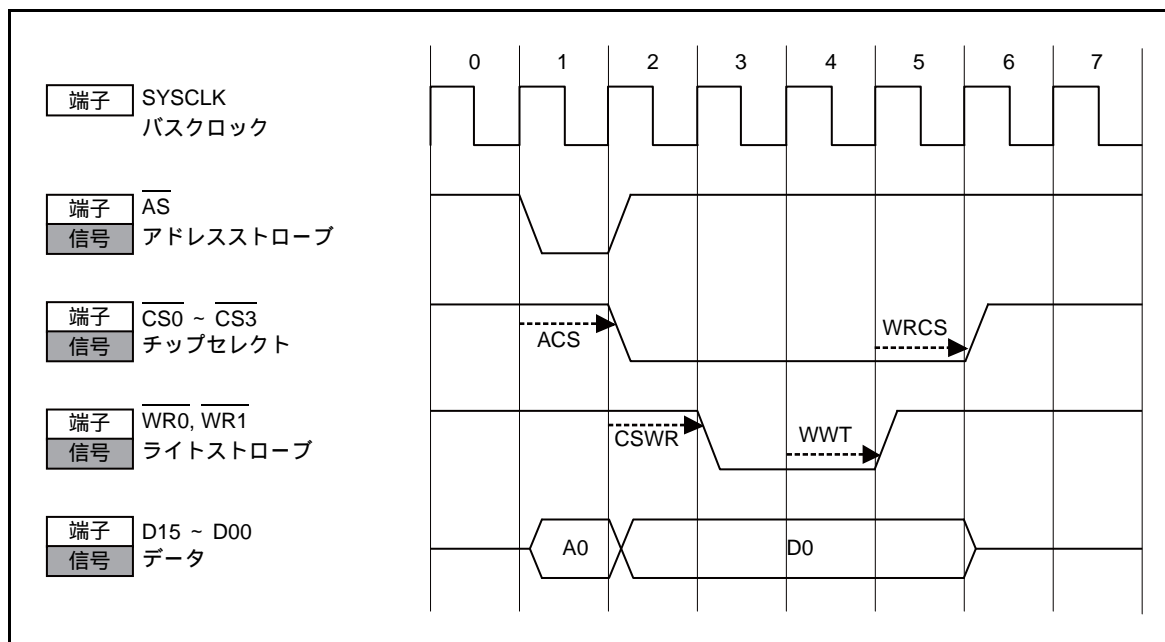 0 1 2 3 4 5 6 7
端子 SYSCLK
バスクロック
端子 AS
信号 アドレスストローブ
端子 CS0 ~ CS3
信号 チップセレクト
ACS
WRCS
端子 WR0, WR1
信号 ライトストローブ
CSWR
WWT
端子 D15 ~ D00
信号 データ
A0
D0